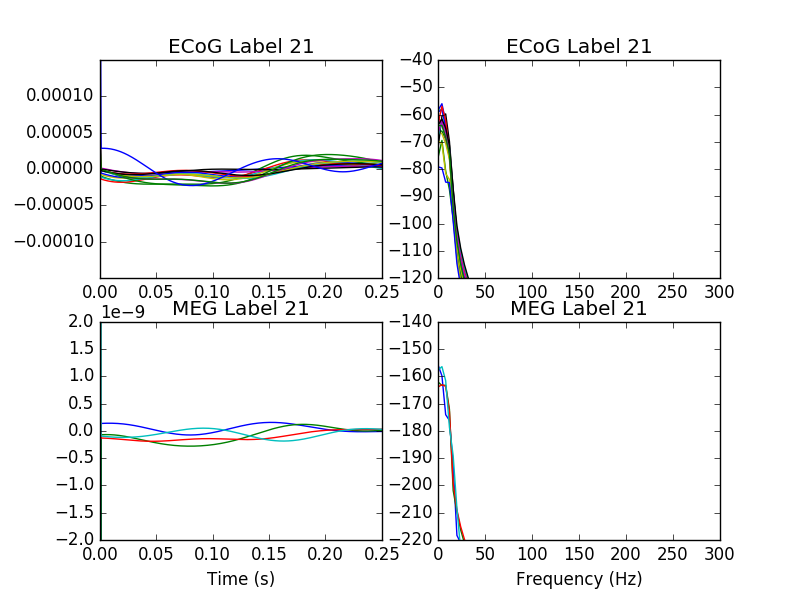 ECoG Label 21
ECoG Label 21
0.00010
0.00005
0.00000
−0.00005
−0.00010
0.00 0.05 0.10 0.15 0.20 0.25
−40
−50
−60
−70
−80
−90
−100
−110
−120
0 50 100 150 200 250 300
1e−9
MEG Label 21
MEG Label 21
2.0
1.5
1.0
0.5
0.0
−0.5
−1.0
−1.5
−2.0
0.00 0.05 0.10 0.15 0.20 0.25
Time (s)
−140
−150
−160
−170
−180
−190
−200
−210
−220
0 50 100 150 200 250 300
Frequency (Hz)